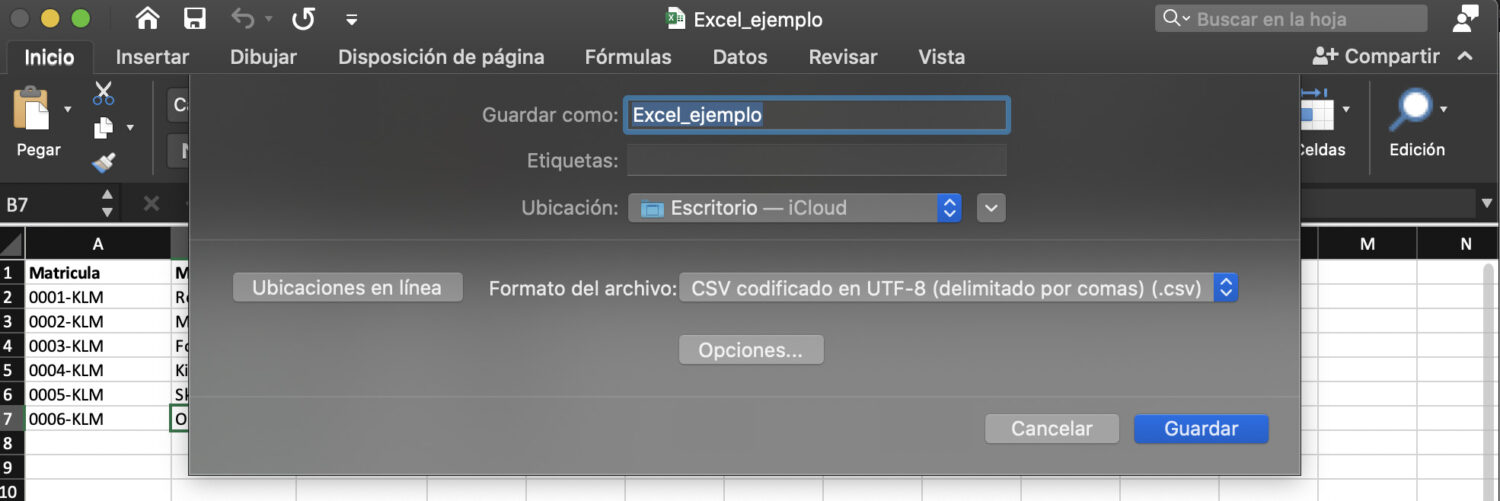 Excel_ejemplo
Buscar en la hoja
Inicio Insertar Dibujar Disposición de página Fórmulas Datos Revisar Vista Compartir
Guardar como: Excel_ejemplo
Pegar
Etiquetas:
Celdas Edición
B7
Ubicación: Escritorio — iCloud
A M N
1 Matricula M
2 0001-KLM Re
Ubicaciones en línea Formato del archivo: CSV codificado en UTF-8 (delimitado por comas) (.csv)
3 0002-KLM M
4 0003-KLM Fo
Opciones...
5 0004-KLM Ki
6 0005-KLM Sk
7 0006-KLM O
Cancelar Guardar
8
9
10